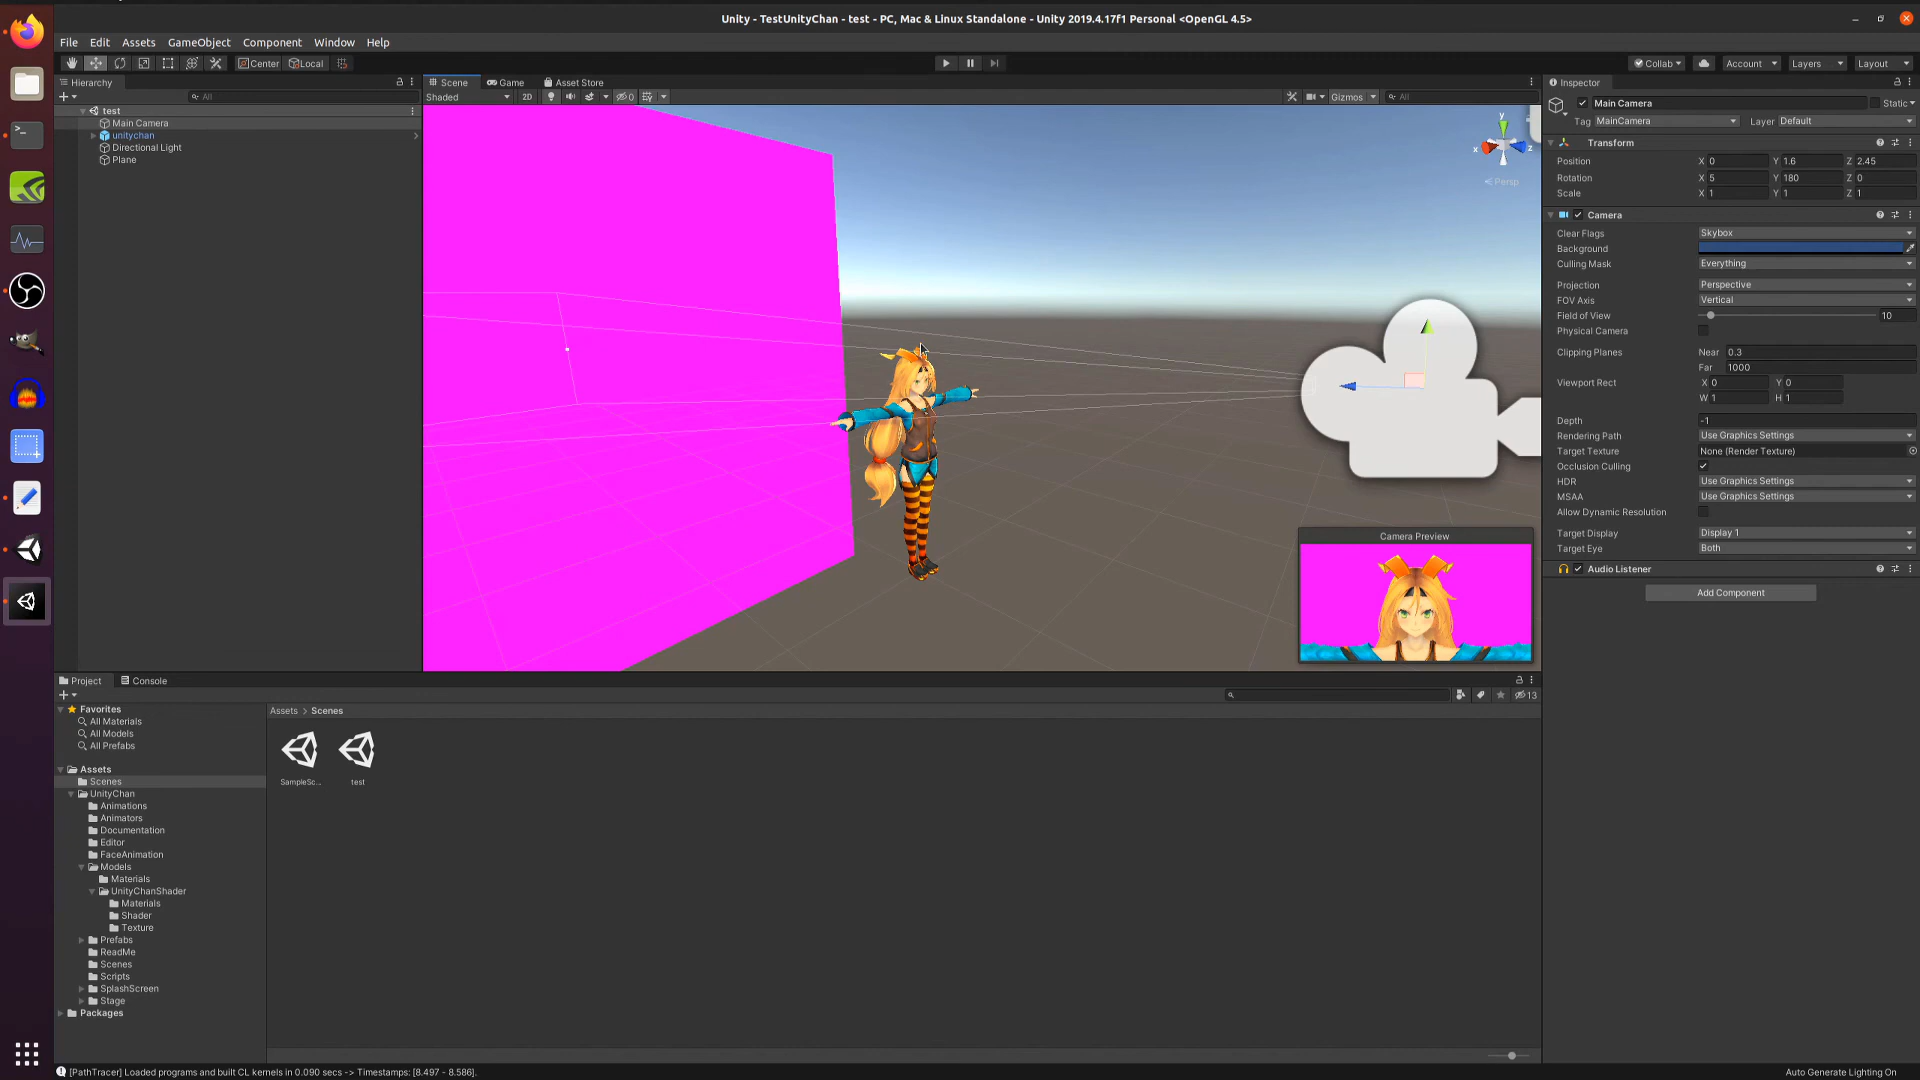 Unity - TestUnityChan - test - PC, Mac & Linux Standalone - Unity 2019.4.17f1 Personal <OpenGL 4.5>
File Edit Assets GameObject Component Window Help
Center Local
Collab Account Layers Layout
Hierarchy
All
test
Main Camera
unitychan
Directional Light
Plane
Scene Game Asset Store
Shaded 2D 0 Gizmos All
y
x
z
Persp
Camera Preview
Inspector
Main Camera Static
Tag MainCamera Layer Default
Transform
Position X 0 Y 1.6 Z 2.45
Rotation X 5 Y 180 Z 0
Scale X 1 Y 1 Z 1
Camera
Clear Flags Skybox
Background
Culling Mask Everything
Projection Perspective
FOV Axis Vertical
Field of View 10
Physical Camera
Clipping Planes Near 0.3
Far 1000
Viewport Rect X 0 Y 0
W 1 H 1
Depth -1
Rendering Path Use Graphics Settings
Target Texture None (Render Texture)
Occlusion Culling
HDR Use Graphics Settings
MSAA Use Graphics Settings
Allow Dynamic Resolution
Target Display Display 1
Target Eye Both
Audio Listener
Add Component
Project Console
13
Favorites
All Materials
All Models
All Prefabs
Assets
Scenes
UnityChan
Animations
Animators
Documentation
Editor
FaceAnimation
Models
Materials
UnityChanShader
Materials
Shader
Texture
Prefabs
ReadMe
Scenes
Scripts
SplashScreen
Stage
Packages
Assets > Scenes
SampleSc... test
[PathTracer] Loaded programs and built CL kernels in 0.090 secs -> Timestamps: [8.497 - 8.586].
Auto Generate Lighting On